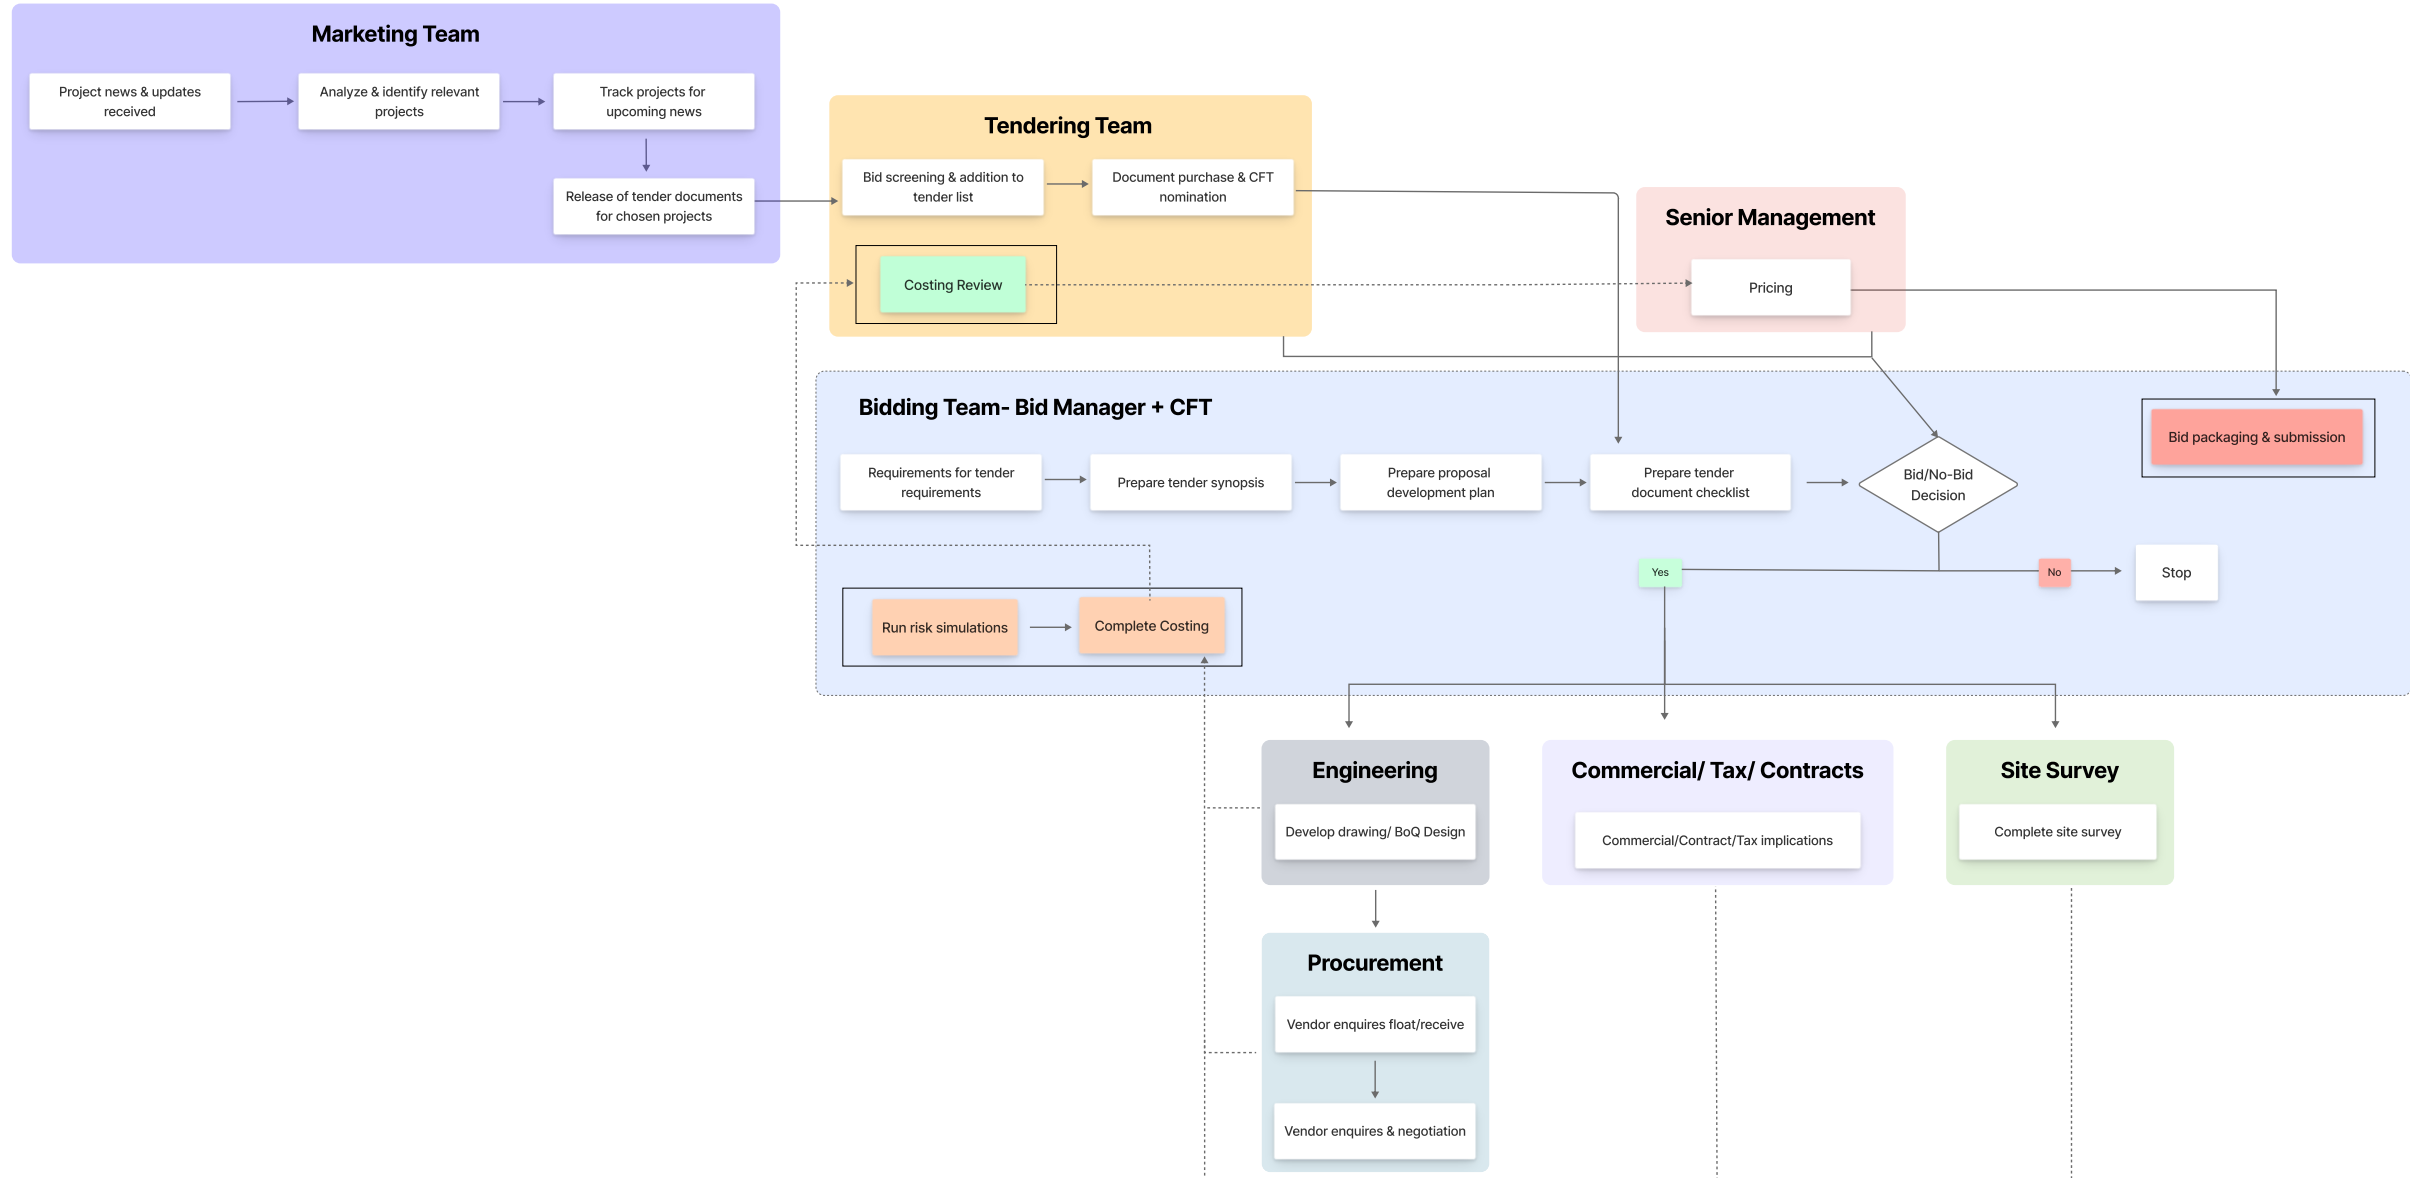 Marketing Team
Project news & updates
received
Analyze & identify relevant
projects
Track projects for
upcoming news
Release of tender documents
for chosen projects
Tendering Team
Bid screening & addition to
tender list
Document purchase & CFT
nomination
Costing Review
Senior Management
Pricing
Bidding Team- Bid Manager + CFT
Requirements for tender
requirements
Prepare tender synopsis
Prepare proposal
development plan
Prepare tender
document checklist
Bid/No-Bid
Decision
Bid packaging & submission
Yes
No
Stop
Run risk simulations
Complete Costing
Engineering
Develop drawing/ BoQ Design
Commercial/ Tax/ Contracts
Commercial/Contract/Tax implications
Site Survey
Complete site survey
Procurement
Vendor enquires float/receive
Vendor enquires & negotiation